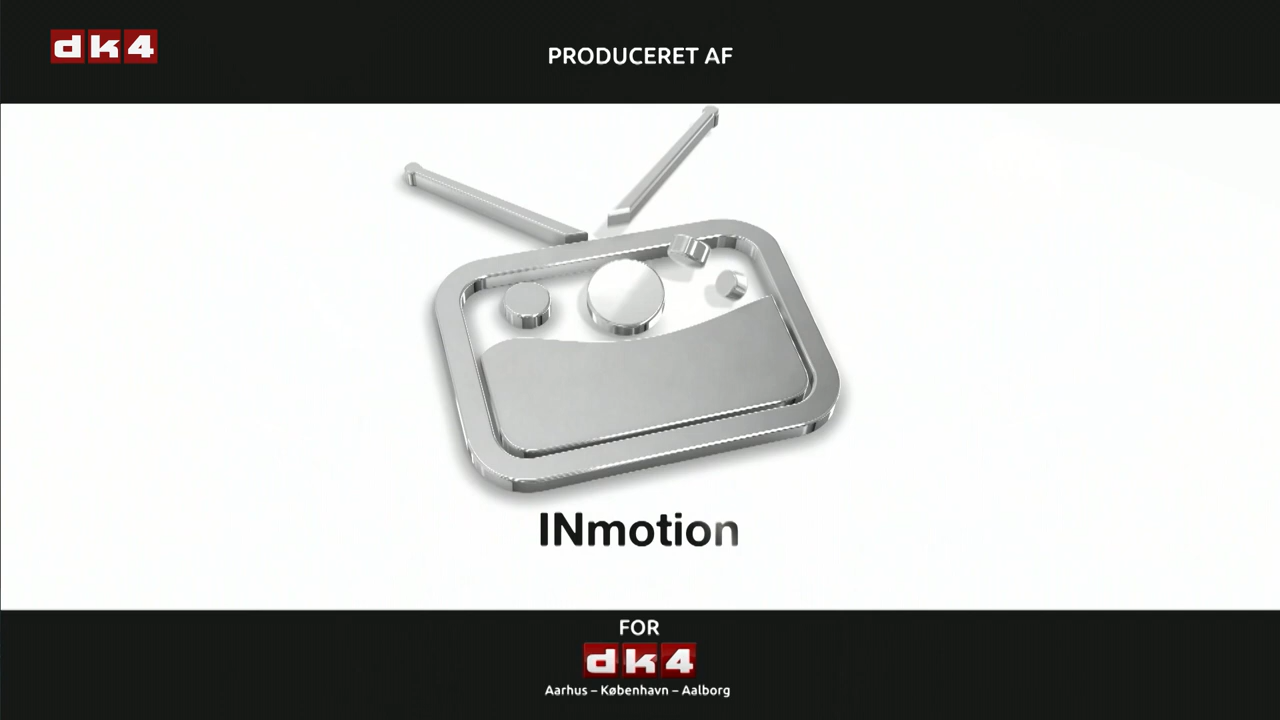 dk4
PRODUCERET AF
INmotion
FOR
dk4
Aarhus – København – Aalborg